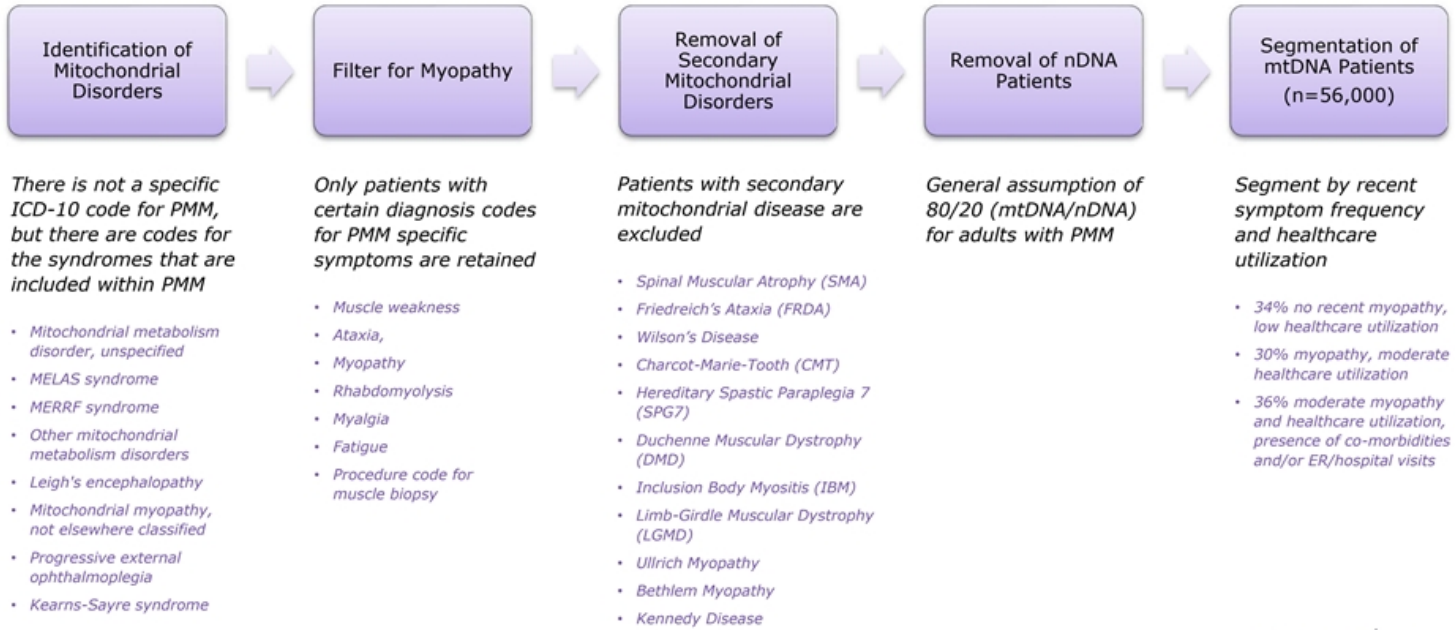 Identification of
Mitochondrial
Disorders
Filter for Myopathy
Removal of
Secondary
Mitochondrial
Disorders
Removal of nDNA
Patients
Segmentation of
mtDNA Patients
(n=56,000)
There is not a specific
ICD-10 code for PMM,
but there are codes for
the syndromes that are
included within PMM
• Mitochondrial metabolism
disorder, unspecified
• MELAS syndrome
• MERRF syndrome
• Other mitochondrial
metabolism disorders
• Leigh's encephalopathy
• Mitochondrial myopathy,
not elsewhere classified
• Progressive external
ophthalmoplegia
• Kearns-Sayre syndrome
Only patients with
certain diagnosis codes
for PMM specific
symptoms are retained
• Muscle weakness
• Ataxia,
• Myopathy
• Rhabdomyolysis
• Myalgia
• Fatigue
• Procedure code for
muscle biopsy
Patients with secondary
mitochondrial disease are
excluded
• Spinal Muscular Atrophy (SMA)
• Friedreich's Ataxia (FRDA)
• Wilson's Disease
• Charcot-Marie-Tooth (CMT)
• Hereditary Spastic Paraplegia 7
(SPG7)
• Duchenne Muscular Dystrophy
(DMD)
• Inclusion Body Myositis (IBM)
• Limb-Girdle Muscular Dystrophy
(LGMD)
• Ullrich Myopathy
• Bethlem Myopathy
• Kennedy Disease
General assumption of
80/20 (mtDNA/nDNA)
for adults with PMM
Segment by recent
symptom frequency
and healthcare
utilization
• 34% no recent myopathy,
low healthcare utilization
• 30% myopathy, moderate
healthcare utilization
• 36% moderate myopathy
and healthcare utilization,
presence of co-morbidities
and/or ER/hospital visits